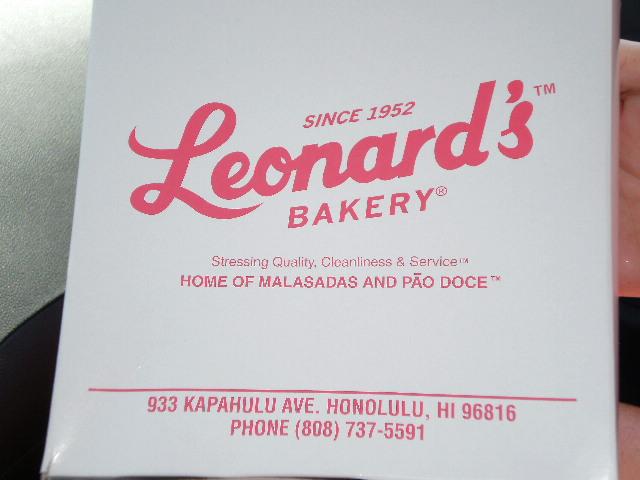 SINCE 1952
Leonard's™
BAKERY®
Stressing Quality, Cleanliness & Service™
HOME OF MALASADAS AND PÃO DOCE™
933 KAPAHULU AVE. HONOLULU, HI 96816
PHONE (808) 737-5591